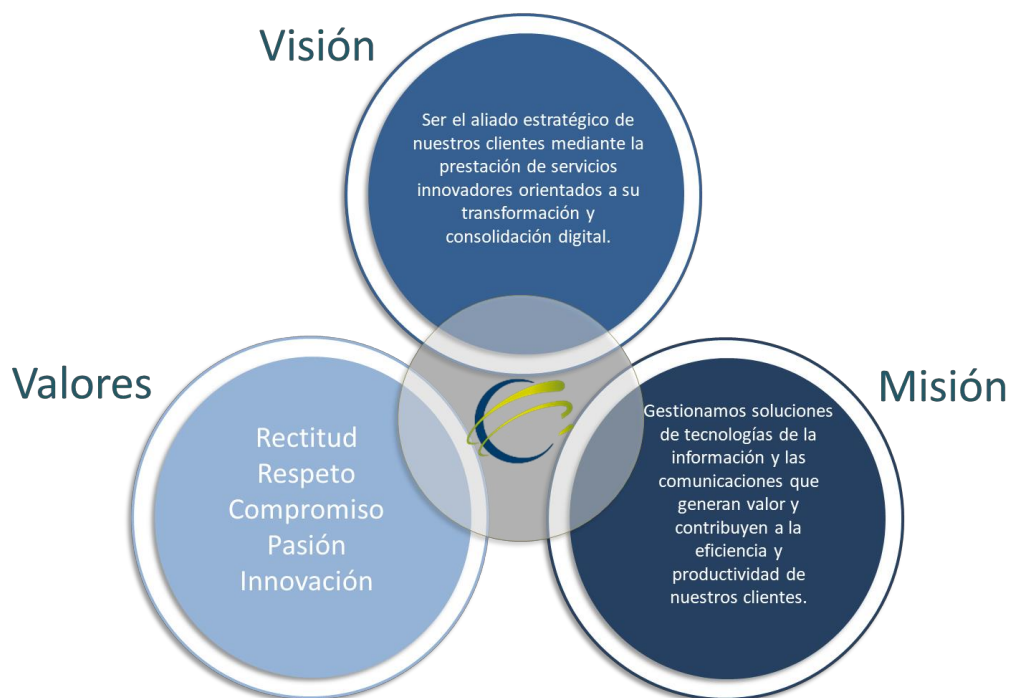 Visión
Ser el aliado estratégico de
nuestros clientes mediante la
prestación de servicios
innovadores orientados a su
transformación y
consolidación digital.
Valores
Rectitud
Respeto
Compromiso
Pasión
Innovación
Misión
Gestionamos soluciones
de tecnologías de la
información y las
comunicaciones que
generan valor y
contribuyen a la
eficiencia y
productividad de
nuestros clientes.